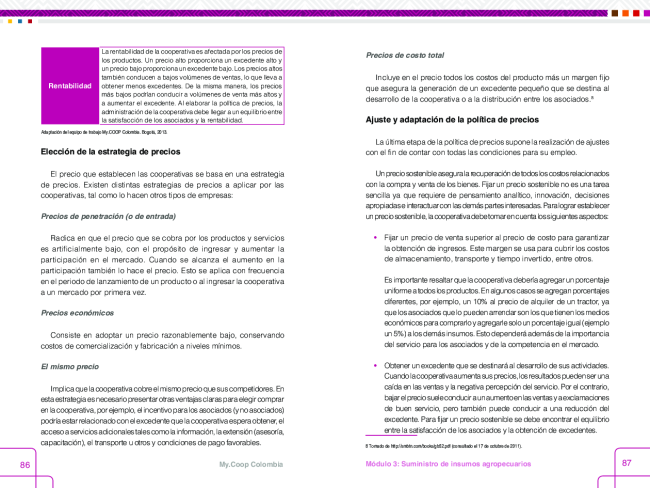 Rentabilidad
La rentabilidad de la cooperativa es afectada por los precios de
los productos. Un precio alto proporciona un excedente alto y
un precio bajo proporciona un excedente bajo. Los precios altos
también conducen a bajos volúmenes de ventas, lo que lleva a
obtener menos excedentes. De la misma manera, los precios
más bajos podrían conducir a volúmenes de venta más altos y
a aumentar el excedente. Al elaborar la política de precios, la
administración de la cooperativa debe llegar a un equilibrio entre
la satisfacción de los asociados y la rentabilidad.
Adaptación del equipo de trabajo My.COOP Colombia. Bogotá, 2013.
Elección de la estrategia de precios
El precio que establecen las cooperativas se basa en una estrategia
de precios. Existen distintas estrategias de precios a aplicar por las
cooperativas, tal como lo hacen otros tipos de empresas:
Precios de penetración (o de entrada)
Radica en que el precio que se cobra por los productos y servicios
es artificialmente bajo, con el propósito de ingresar y aumentar la
participación en el mercado. Cuando se alcanza el aumento en la
participación también lo hace el precio. Esto se aplica con frecuencia
en el periodo de lanzamiento de un producto o al ingresar la cooperativa
a un mercado por primera vez.
Precios económicos
Consiste en adoptar un precio razonablemente bajo, conservando
costos de comercialización y fabricación a niveles mínimos.
El mismo precio
Implica que la cooperativa cobre el mismo precio que sus competidores. En
esta estrategia es necesario presentar otras ventajas claras para elegir comprar
en la cooperativa, por ejemplo, el incentivo para los asociados (y no asociados)
podría estar relacionado con el excedente que la cooperativa espera obtener, el
acceso a servicios adicionales tales como la información, la extensión (asesoría,
capacitación), el transporte u otros y condiciones de pago favorables.
86
My.Coop Colombia
Precios de costo total
Incluye en el precio todos los costos del producto más un margen fijo
que asegura la generación de un excedente pequeño que se destina al
desarrollo de la cooperativa o a la distribución entre los asociados.⁸
Ajuste y adaptación de la política de precios
La última etapa de la política de precios supone la realización de ajustes
con el fin de contar con todas las condiciones para su empleo.
Un precio sostenible asegura la recuperación de todos los costos relacionados
con la compra y venta de los bienes. Fijar un precio sostenible no es una tarea
sencilla ya que requiere de pensamiento analítico, innovación, decisiones
apropiadas e interactuar con las demás partes interesadas. Para lograr establecer
un precio sostenible, la cooperativa debe tomar en cuenta los siguientes aspectos:
• Fijar un precio de venta superior al precio de costo para garantizar
la obtención de ingresos. Este margen se usa para cubrir los costos
de almacenamiento, transporte y tiempo invertido, entre otros.
Es importante resaltar que la cooperativa debería agregar un porcentaje
uniforme a todos los productos. En algunos casos se agregan porcentajes
diferentes, por ejemplo, un 10% al precio de alquiler de un tractor, ya
que los asociados que lo pueden arrendar son los que tienen los medios
económicos para comprarlo y agregarle solo un porcentaje igual (ejemplo
un 5%) a los demás insumos. Esto dependerá además de la importancia
del servicio para los asociados y de la competencia en el mercado.
• Obtener un excedente que se destinará al desarrollo de sus actividades.
Cuando la cooperativa aumenta sus precios, los resultados pueden ser una
caída en las ventas y la negativa percepción del servicio. Por el contrario,
bajar el precio suele conducir a un aumento en las ventas y a exclamaciones
de buen servicio, pero también puede conducir a una reducción del
excedente. Para fijar un precio sostenible se debe encontrar el equilibrio
entre la satisfacción de los asociados y la obtención de excedentes.
Módulo 3: Suministro de insumos agropecuarios
87